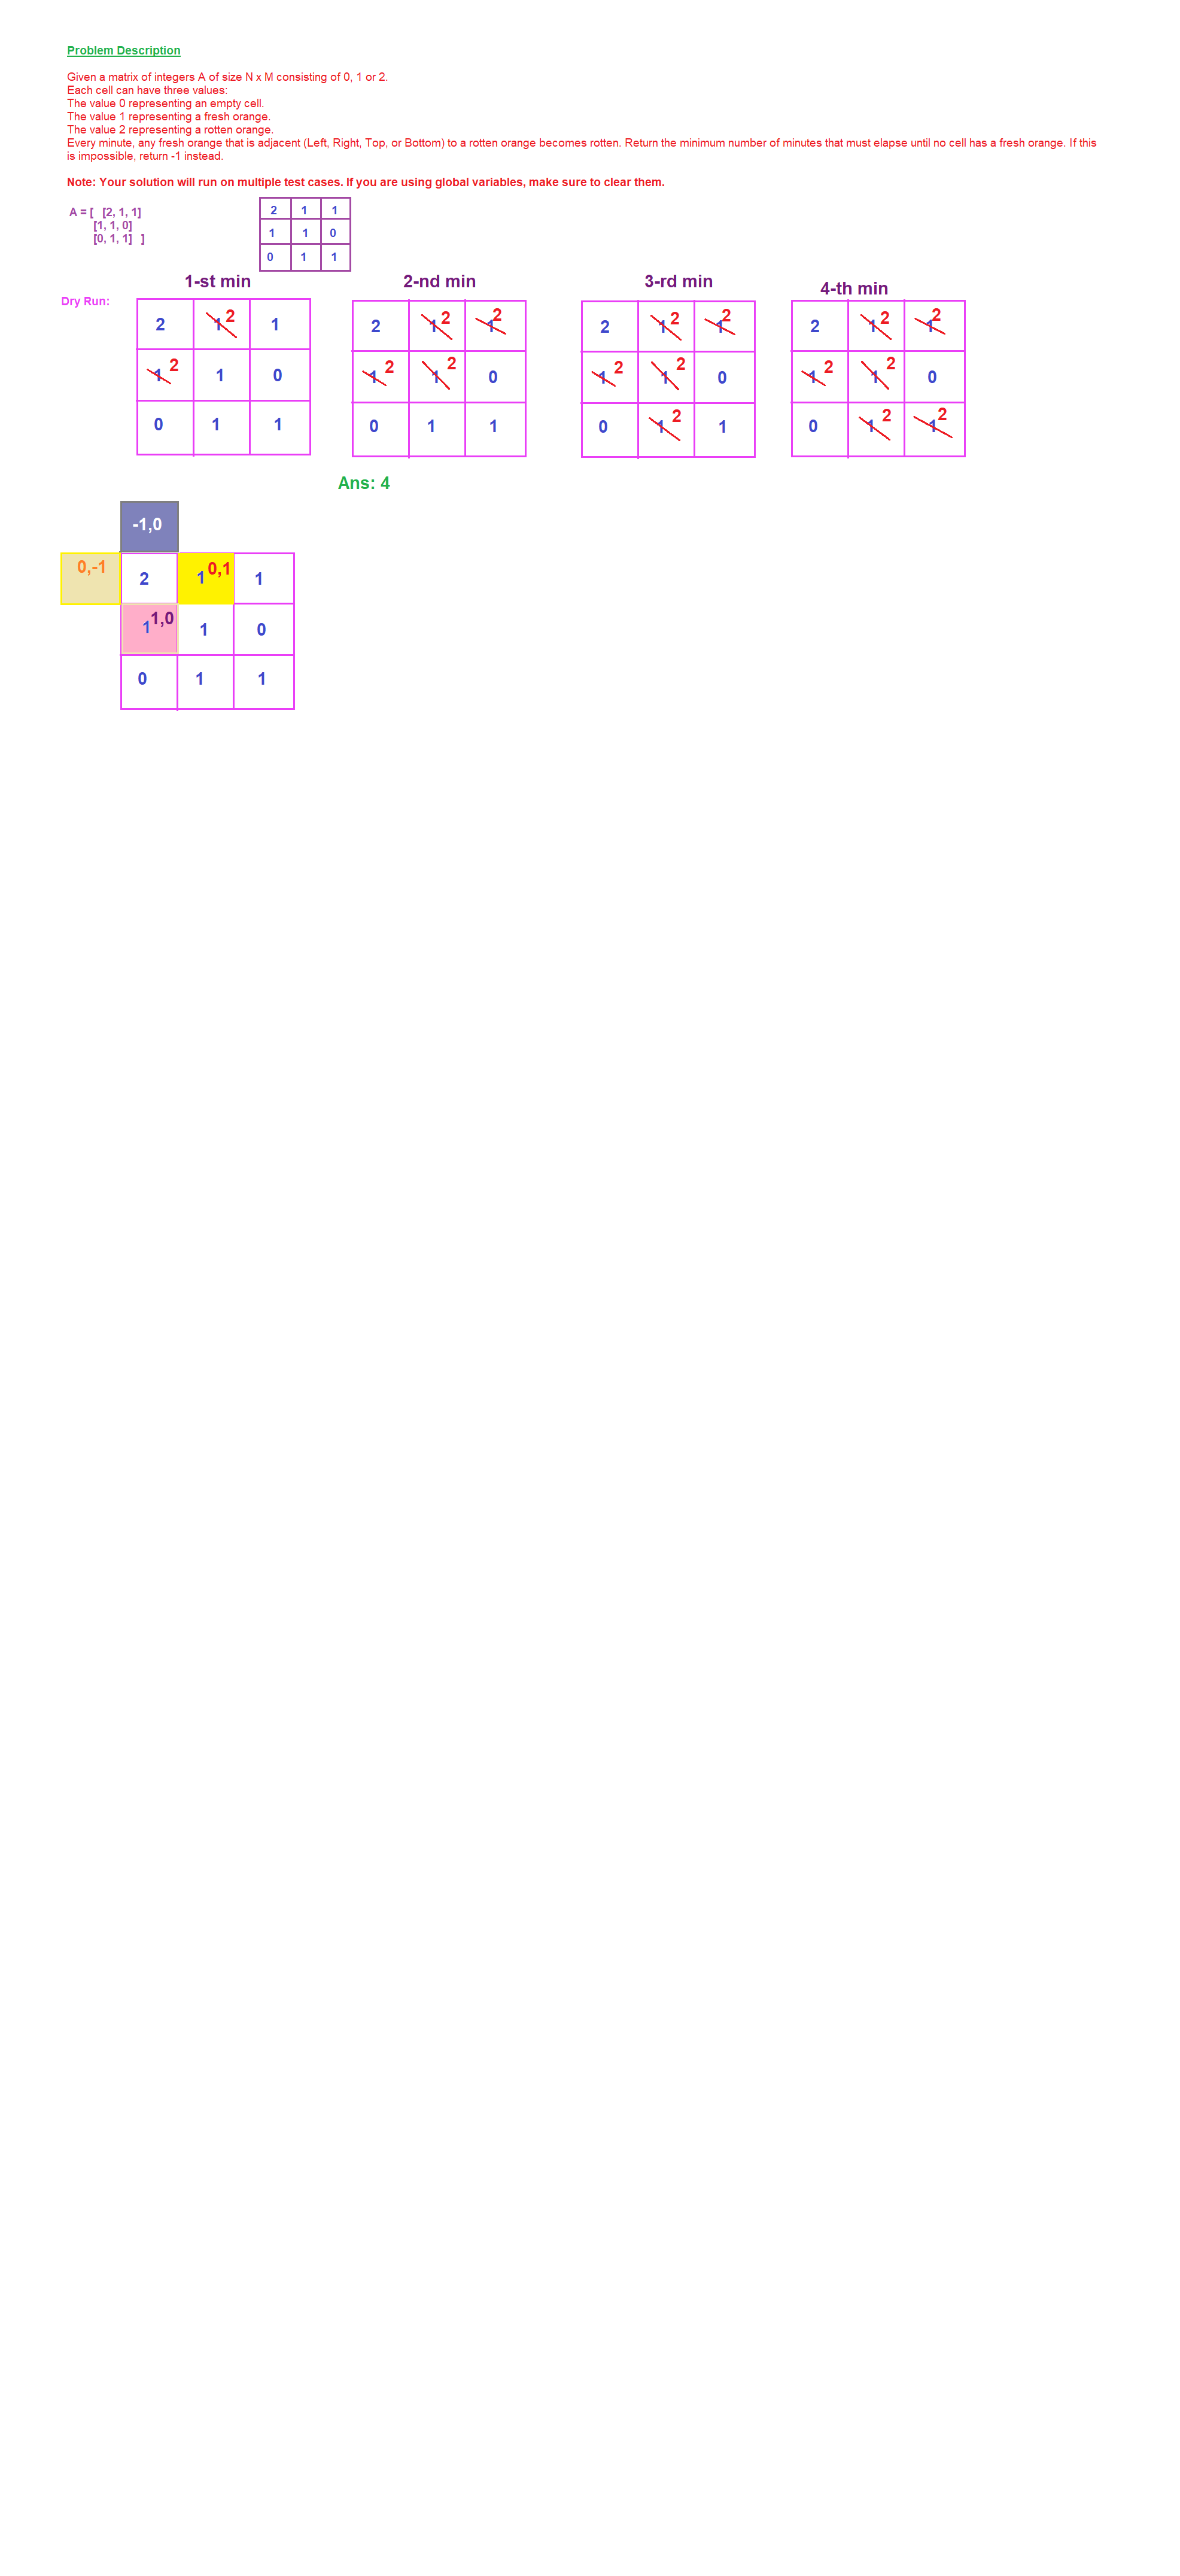 Problem Description
Given a matrix of integers A of size N x M consisting of 0, 1 or 2.
Each cell can have three values:
The value 0 representing an empty cell.
The value 1 representing a fresh orange.
The value 2 representing a rotten orange.
Every minute, any fresh orange that is adjacent (Left, Right, Top, or Bottom) to a rotten orange becomes rotten. Return the minimum number of minutes that must elapse until no cell has a fresh orange. If this
is impossible, return -1 instead.
Note: Your solution will run on multiple test cases. If you are using global variables, make sure to clear them.
A = [ [2, 1, 1]
[1, 1, 0]
[0, 1, 1] ]
2 1 1
1 1 0
0 1 1
Dry Run:
1-st min
2 1 2 1
1 2 1 0
0 1 1
2-nd min
2 1 2 1 2
1 2 1 2 0
0 1 1
3-rd min
2 1 2 1 2
1 2 1 2 0
0 1 2 1
4-th min
2 1 2 1 2
1 2 1 2 0
0 1 2 1 2
Ans: 4
-1,0
0,-1 2 1 0,1 1
1 1,0 1 0
0 1 1